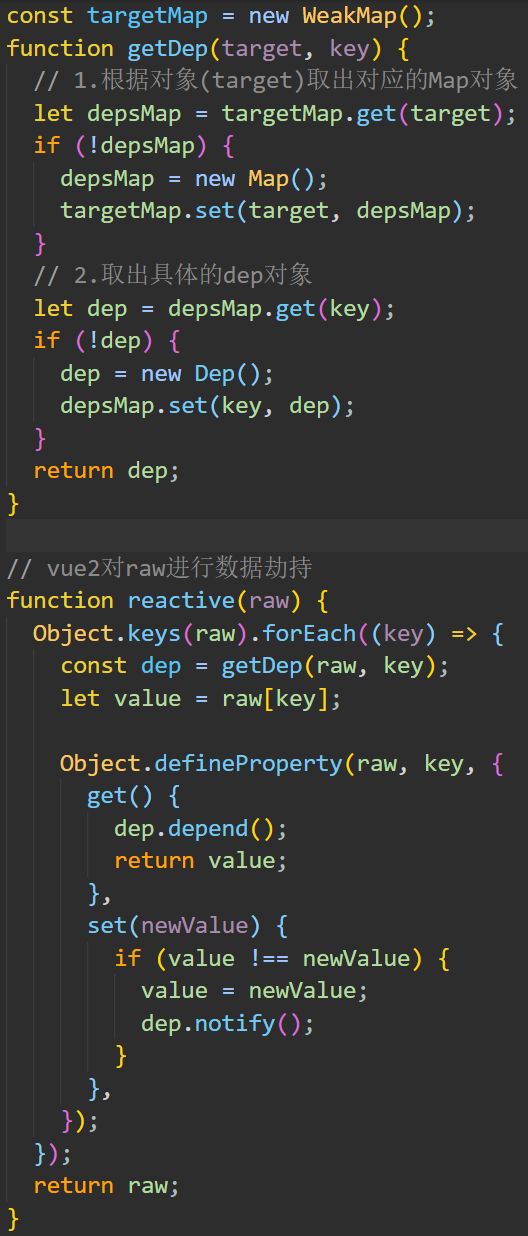 const targetMap = new WeakMap();
function getDep(target, key) {
  // 1.根据对象(target)取出对应的Map对象
  let depsMap = targetMap.get(target);
  if (!depsMap) {
    depsMap = new Map();
    targetMap.set(target, depsMap);
  }
  // 2.取出具体的dep对象
  let dep = depsMap.get(key);
  if (!dep) {
    dep = new Dep();
    depsMap.set(key, dep);
  }
  return dep;
}

// vue2对raw进行数据劫持
function reactive(raw) {
  Object.keys(raw).forEach((key) => {
    const dep = getDep(raw, key);
    let value = raw[key];

    Object.defineProperty(raw, key, {
      get() {
        dep.depend();
        return value;
      },
      set(newValue) {
        if (value !== newValue) {
          value = newValue;
          dep.notify();
        }
      },
    });
  });
  return raw;
}